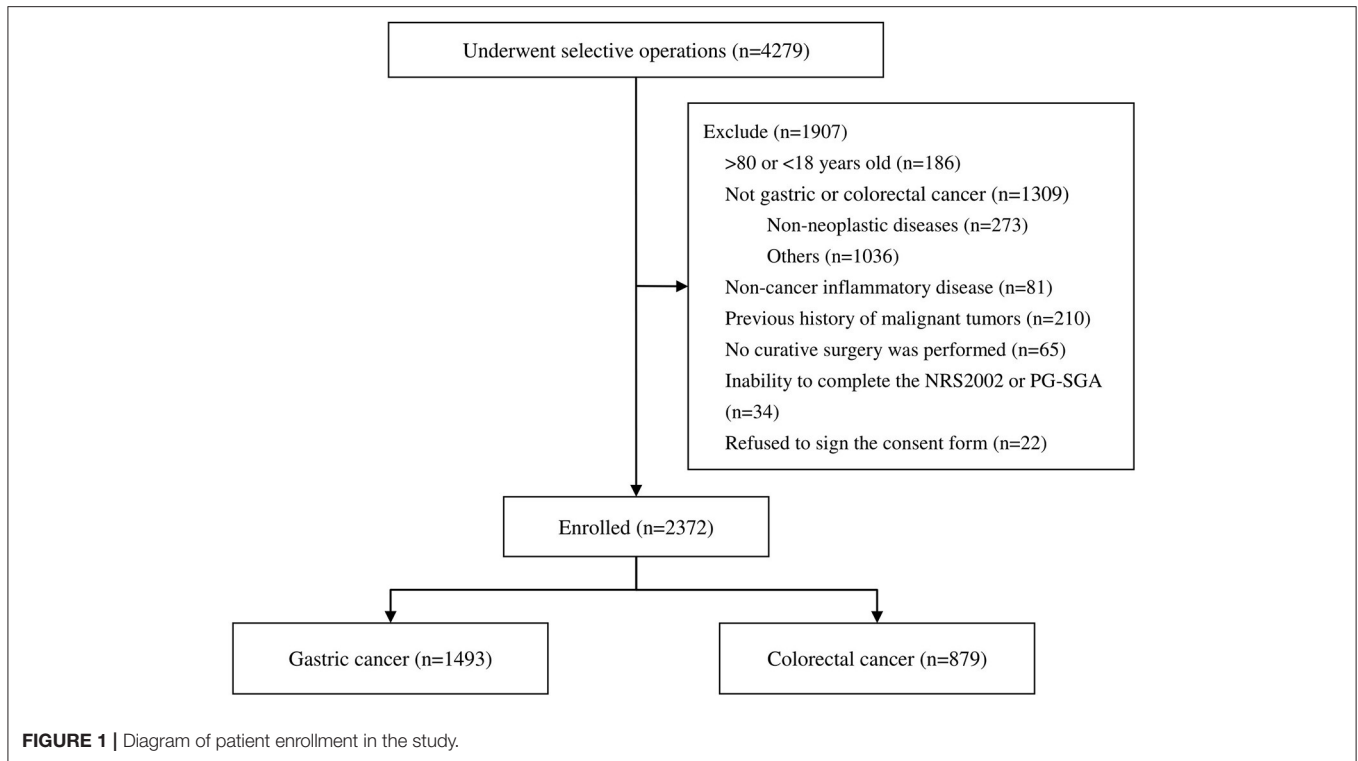 Underwent selective operations (n=4279)
Exclude (n=1907)
>80 or <18 years old (n=186)
Not gastric or colorectal cancer (n=1309)
Non-neoplastic diseases (n=273)
Others (n=1036)
Non-cancer inflammatory disease (n=81)
Previous history of malignant tumors (n=210)
No curative surgery was performed (n=65)
Inability to complete the NRS2002 or PG-SGA
(n=34)
Refused to sign the consent form (n=22)
Enrolled (n=2372)
Gastric cancer (n=1493)
Colorectal cancer (n=879)
FIGURE 1 | Diagram of patient enrollment in the study.